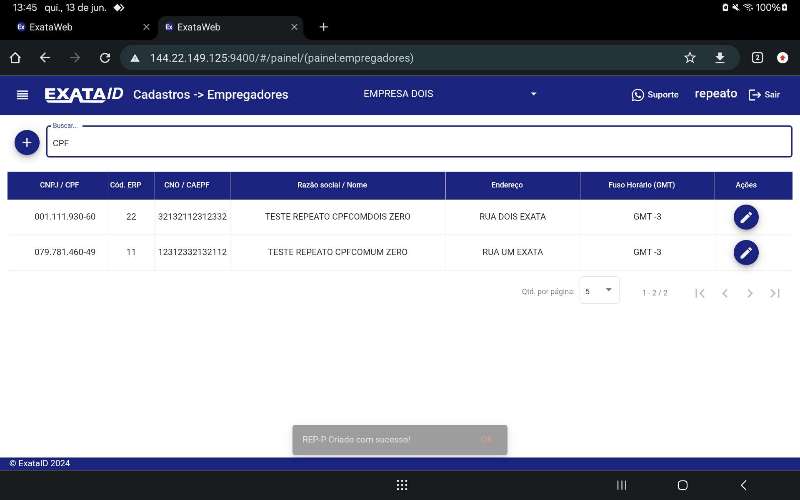 13:45 qui., 13 de jun. 100%
Ex ExataWeb
Ex ExataWeb
144.22.149.125:9400/#/painel/(painel:empregadores)
2
EXATAID Cadastros -> Empregadores EMPRESA DOIS Suporte repeato Sair
Buscar...
CPF
CNPJ / CPF Cód. ERP CNO / CAEPF Razão social / Nome Endereço Fuso Horário (GMT) Ações
001.111.930-60 22 32132112312332 TESTE REPEATO CPFCOMDOIS ZERO RUA DOIS EXATA GMT -3
079.781.460-49 11 12312332132112 TESTE REPEATO CPFCOMUM ZERO RUA UM EXATA GMT -3
Qtd. por página: 5 1 - 2 / 2
REP-P Criado com sucesso! OK
© ExataID 2024